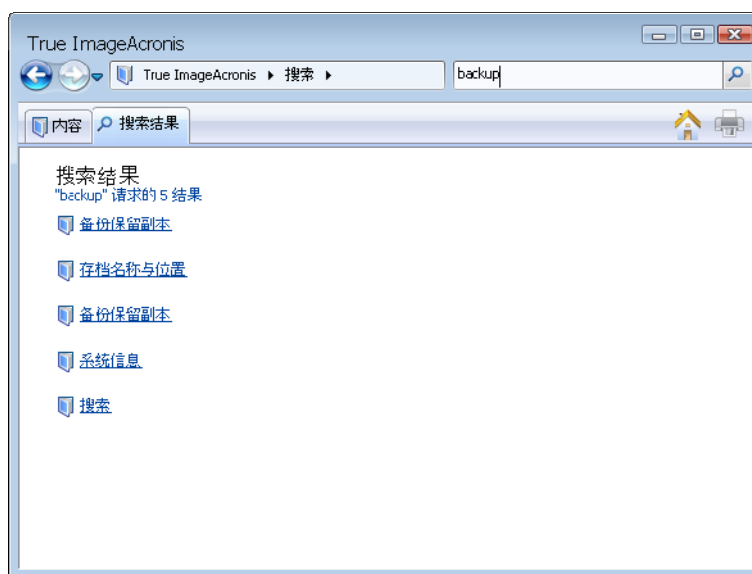 True ImageAcronis
True ImageAcronis ▸ 搜索 ▸ backup
内容 搜索结果
搜索结果
"backup" 请求的 5 结果
备份保留副本
存档名称与位置
备份保留副本
系统信息
搜索